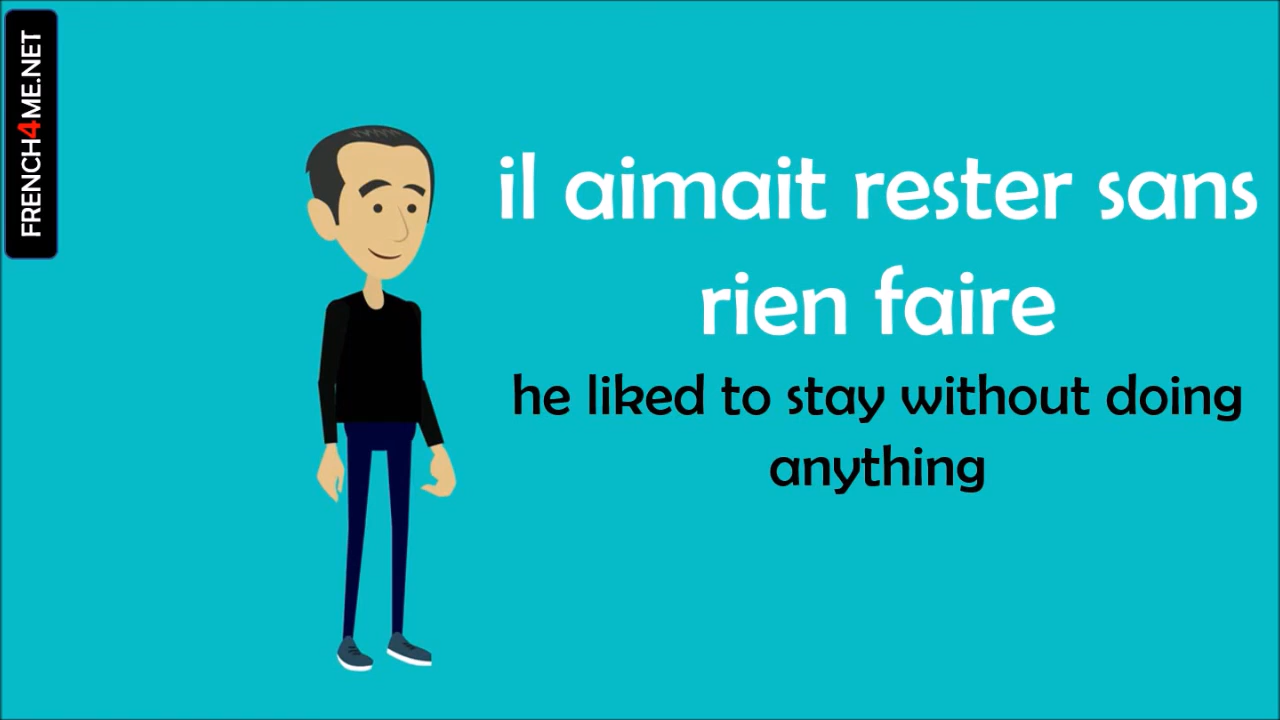 FRENCH4ME.NET
il aimait rester sans
rien faire
he liked to stay without doing
anything